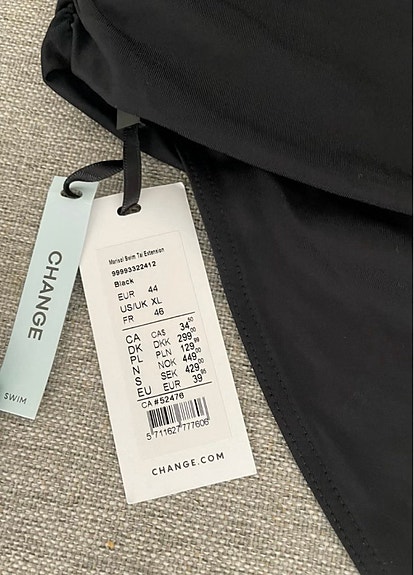 CHANGE
SWIM
Marisol Swim Tai Extension
99993322412
Black
EUR 44
US/UK XL
FR 46
CA CA$ 34.50
DK DKK 299.00
PL PLN 129.99
N NOK 449.00
S SEK 429.00
EU EUR 39.95
CA # 52476
5711627777606
CHANGE.COM